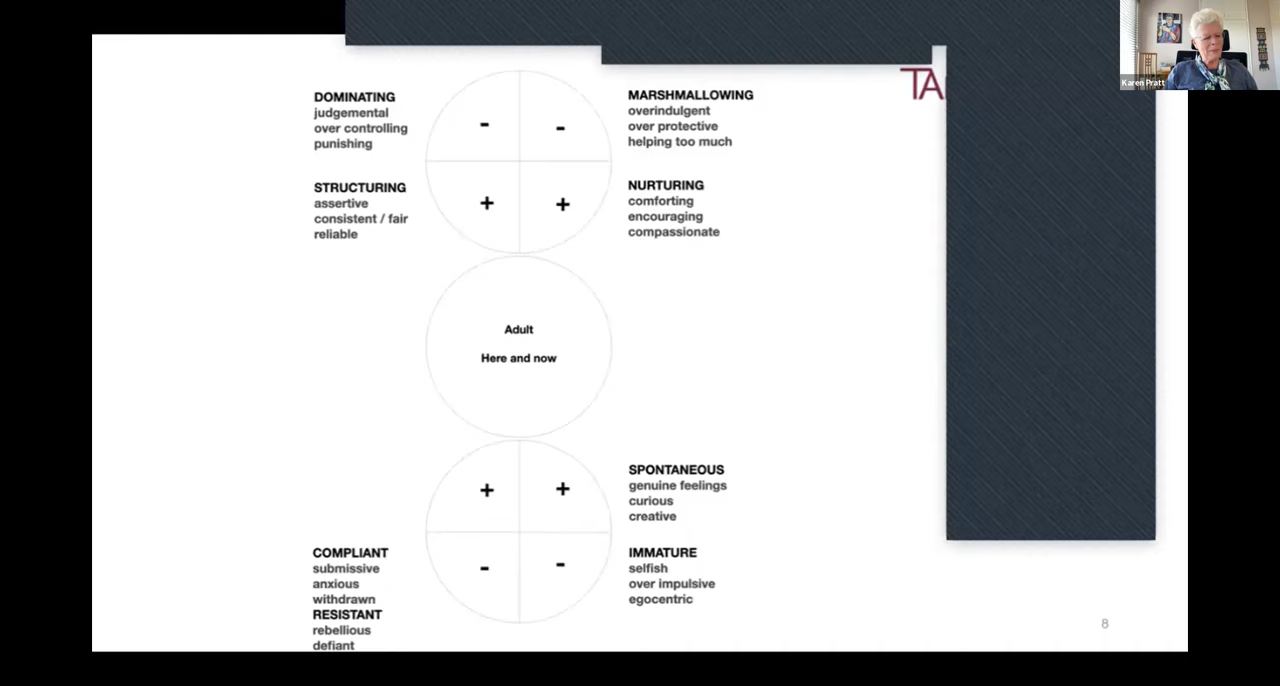 Karen Pratt
TA
DOMINATING
judgemental
over controlling
punishing
-
-
MARSHMALLOWING
overindulgent
over protective
helping too much
STRUCTURING
assertive
consistent / fair
reliable
+
+
NURTURING
comforting
encouraging
compassionate
Adult
Here and now
+
+
SPONTANEOUS
genuine feelings
curious
creative
COMPLIANT
submissive
anxious
withdrawn
RESISTANT
rebellious
defiant
-
-
IMMATURE
selfish
over impulsive
egocentric
8